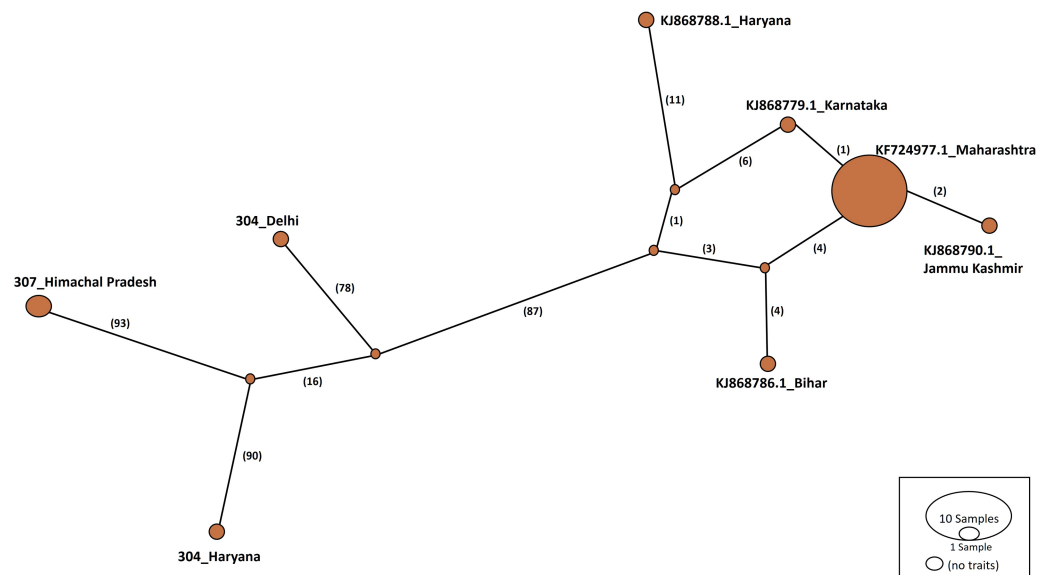 KJ868788.1_Haryana
(11)
KJ868779.1_Karnataka
(1)
KF724977.1_Maharashtra
(6)
(2)
304_Delhi
(1)
(3)
(4)
KJ868790.1_
Jammu Kashmir
307_Himachal Pradesh
(78)
(93)
(87)
(4)
(16)
KJ868786.1_Bihar
(90)
304_Haryana
10 Samples
1 Sample
(no traits)